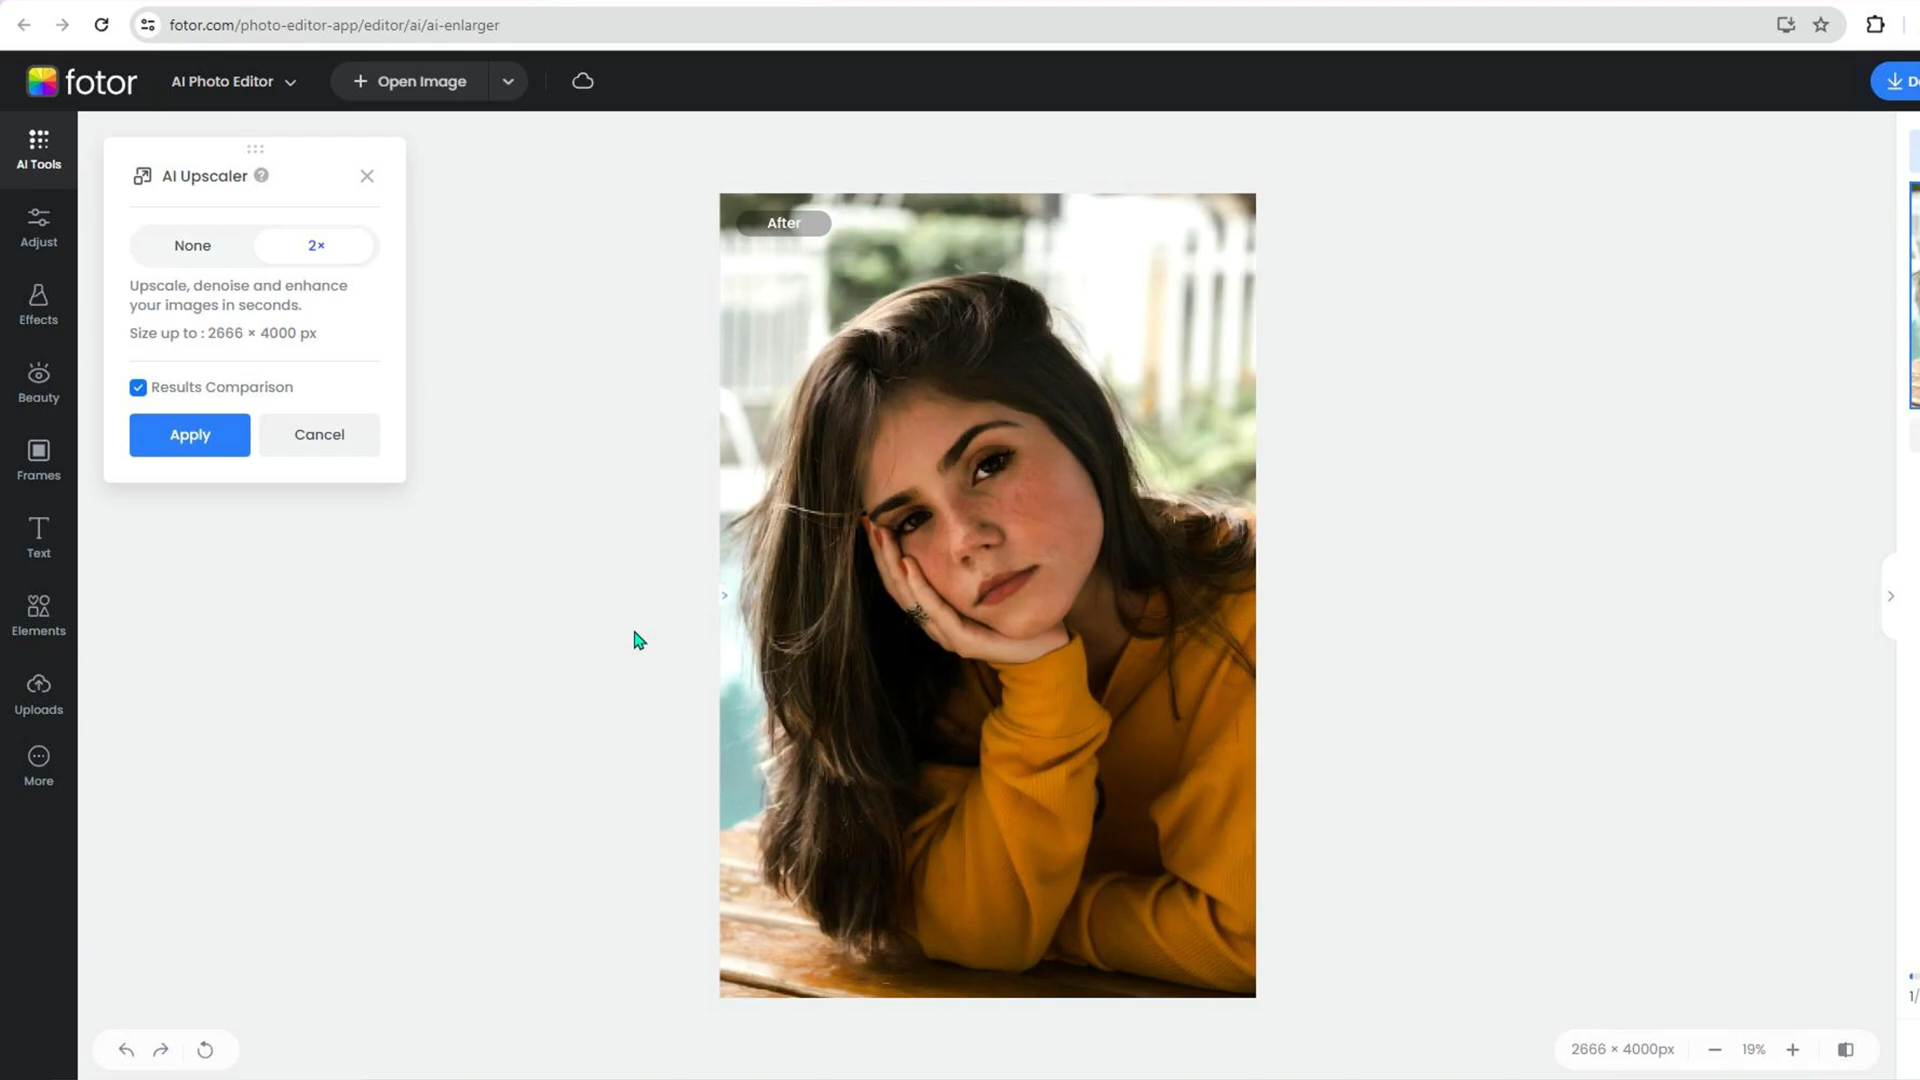 fotor.com/photo-editor-app/editor/ai/ai-enlarger
fotor
AI Photo Editor
Open Image
AI Tools
Adjust
Effects
Beauty
Frames
Text
Elements
Uploads
More
AI Upscaler
None
2×
Upscale, denoise and enhance
your images in seconds.
Size up to : 2666 × 4000 px
Results Comparison
Apply
Cancel
After
2666 × 4000px
19%